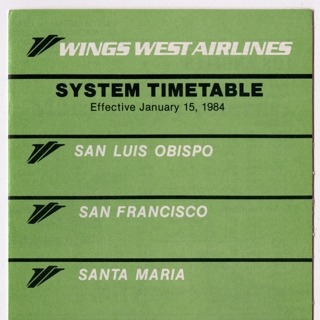 WINGS WEST AIRLINES
SYSTEM TIMETABLE
Effective January 15, 1984
SAN LUIS OBISPO
SAN FRANCISCO
SANTA MARIA